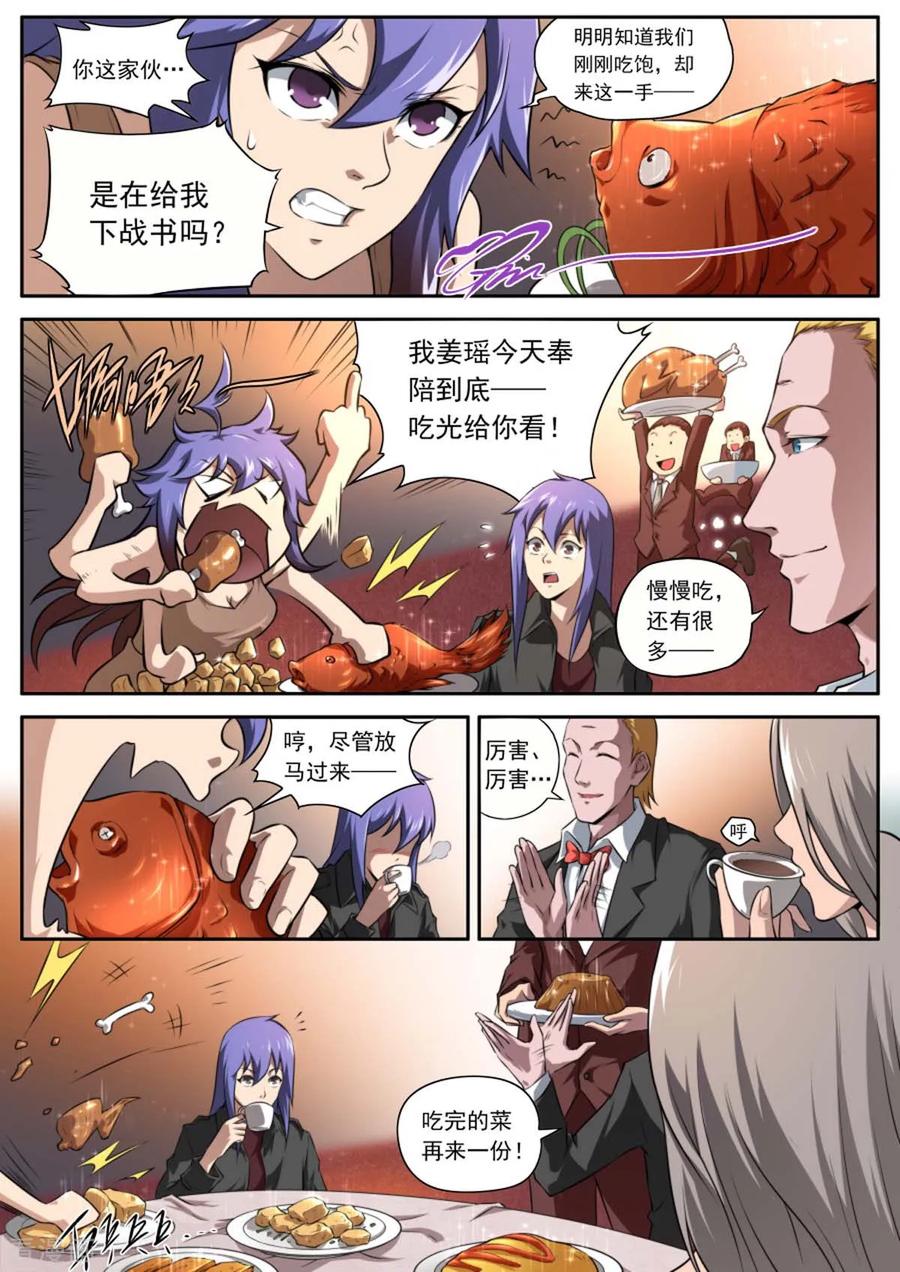 你这家伙…
明明知道我们
刚刚吃饱，却
来这一手——
是在给我
下战书吗？
我姜瑶今天奉
陪到底——
吃光给你看！
慢慢吃，
还有很
多——
哼，尽管放
马过来——
厉害、
厉害…
呼
吃完的菜
再来一份！